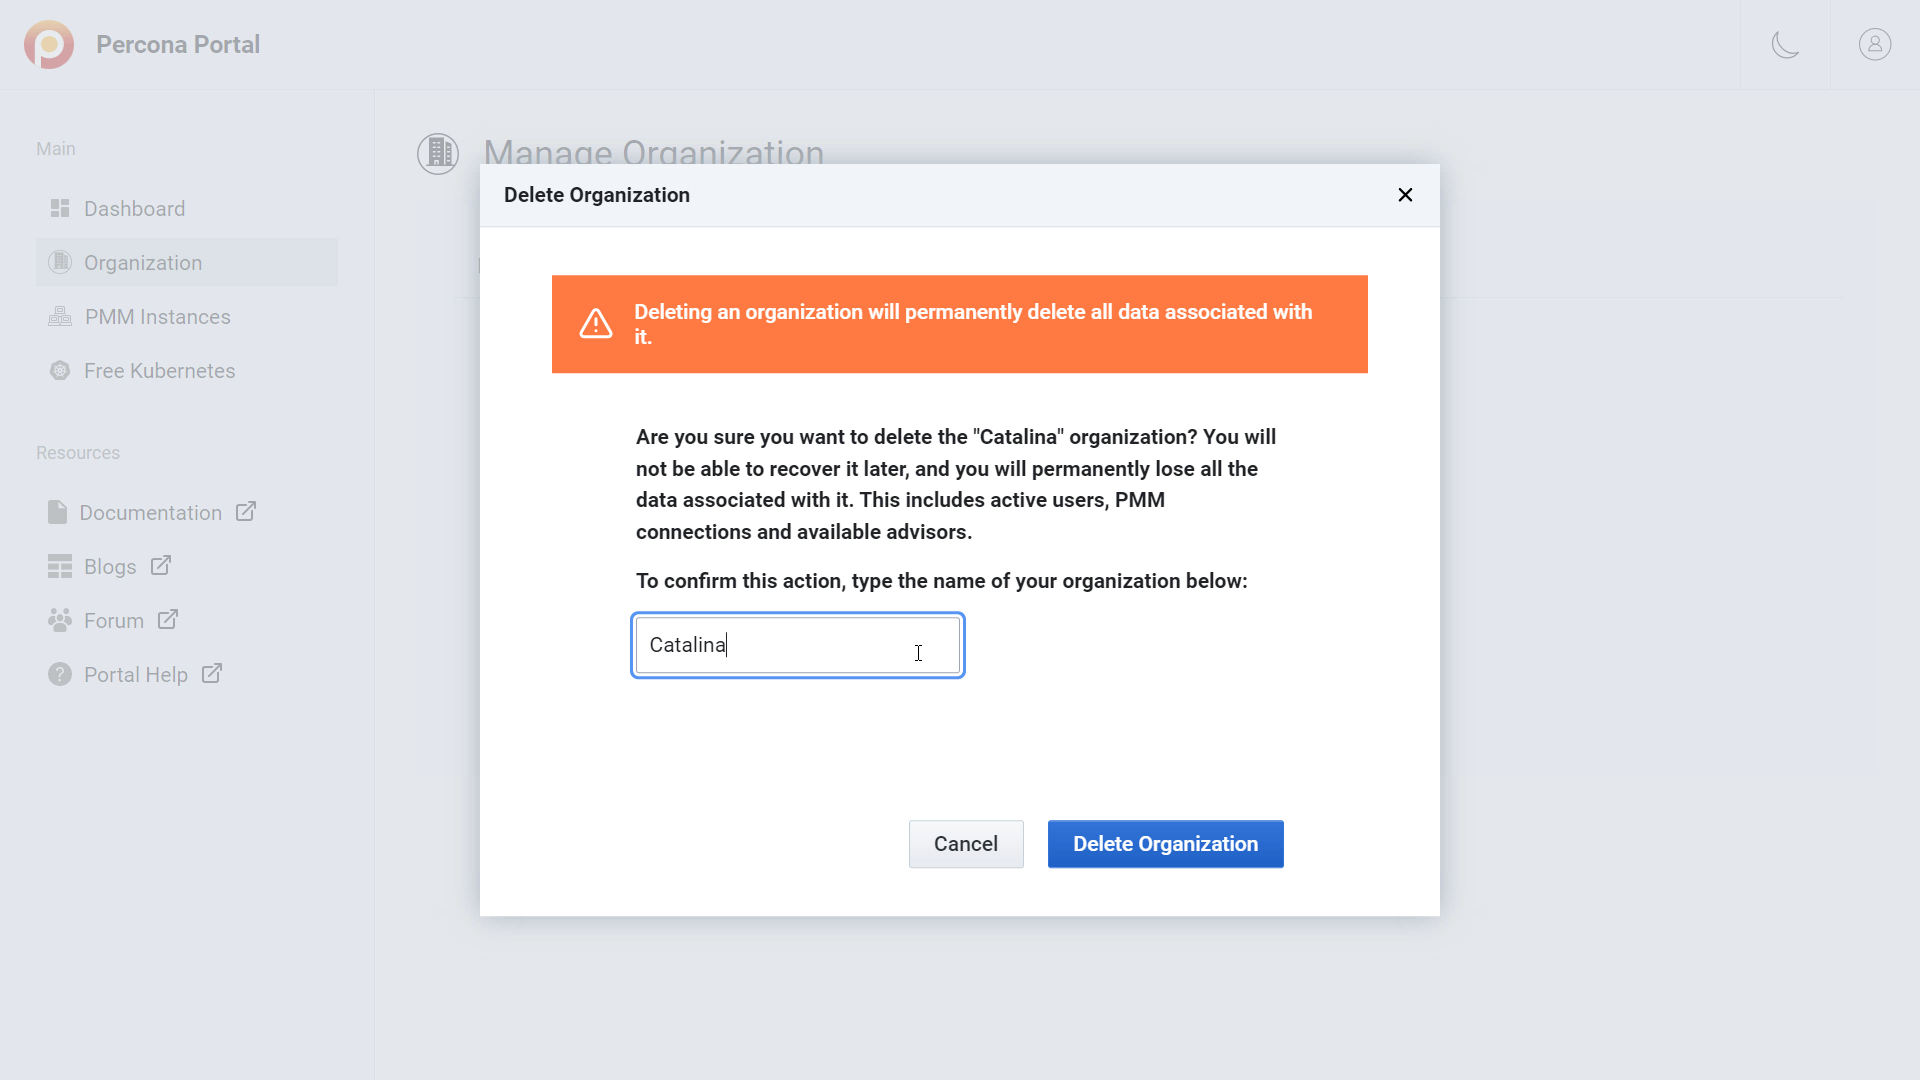 Percona Portal
Main
Dashboard
Organization
PMM Instances
Free Kubernetes
Resources
Documentation
Blogs
Forum
Portal Help
Manage Organization
Delete Organization
Deleting an organization will permanently delete all data associated with
it.
Are you sure you want to delete the "Catalina" organization? You will
not be able to recover it later, and you will permanently lose all the
data associated with it. This includes active users, PMM
connections and available advisors.
To confirm this action, type the name of your organization below:
Catalina
Cancel
Delete Organization